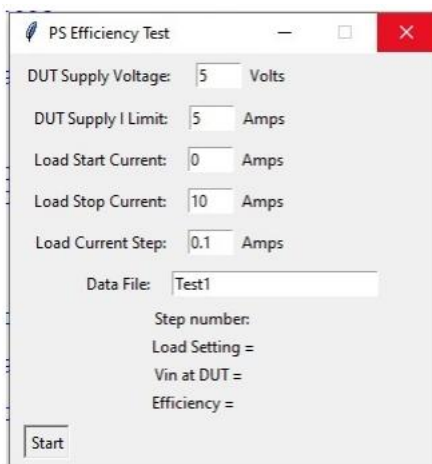 PS Efficiency Test
DUT Supply Voltage: 5 Volts
DUT Supply I Limit: 5 Amps
Load Start Current: 0 Amps
Load Stop Current: 10 Amps
Load Current Step: 0.1 Amps
Data File: Test1
Step number:
Load Setting =
Vin at DUT =
Efficiency =
Start